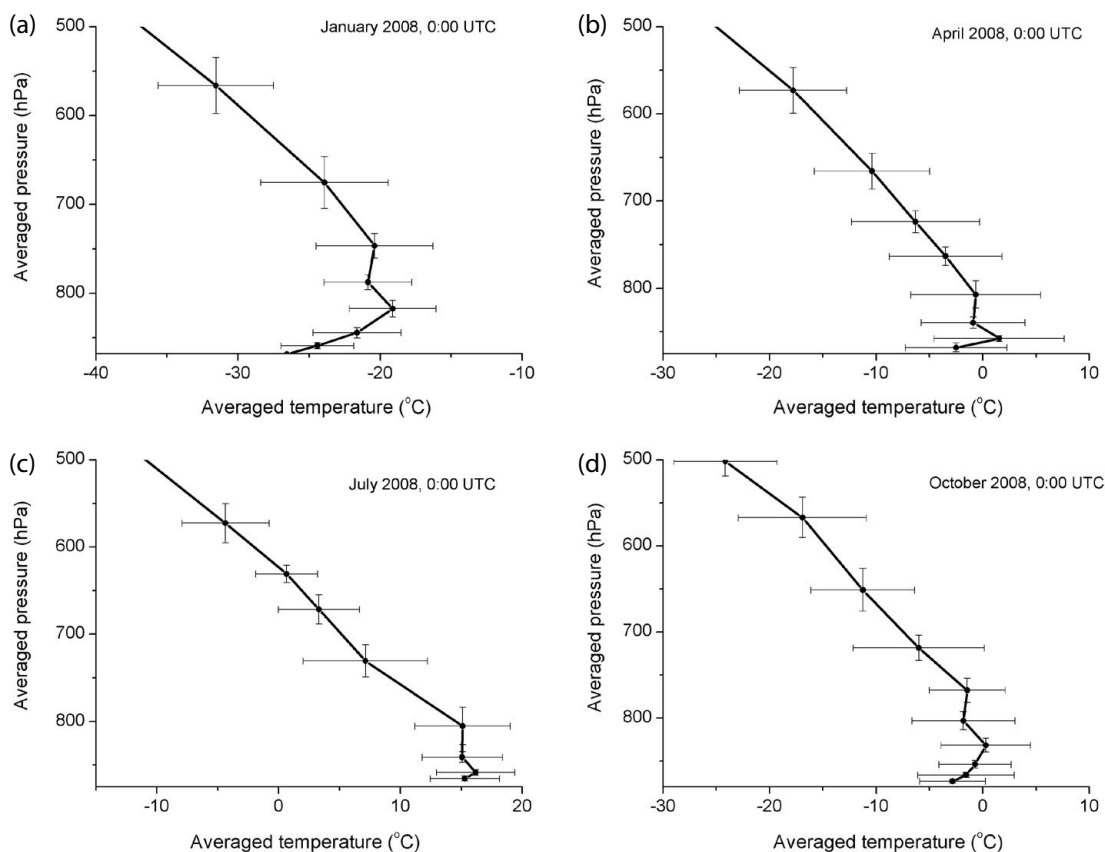 (a)
January 2008, 0:00 UTC
500
600
700
800
Averaged pressure (hPa)
-40 -30 -20 -10
Averaged temperature (°C)
(b)
April 2008, 0:00 UTC
500
600
700
800
Averaged pressure (hPa)
-30 -20 -10 0 10
Averaged temperature (°C)
(c)
July 2008, 0:00 UTC
500
600
700
800
Averaged pressure (hPa)
-10 0 10 20
Averaged temperature (°C)
(d)
October 2008, 0:00 UTC
500
600
700
800
Averaged pressure (hPa)
-30 -20 -10 0 10
Averaged temperature (°C)